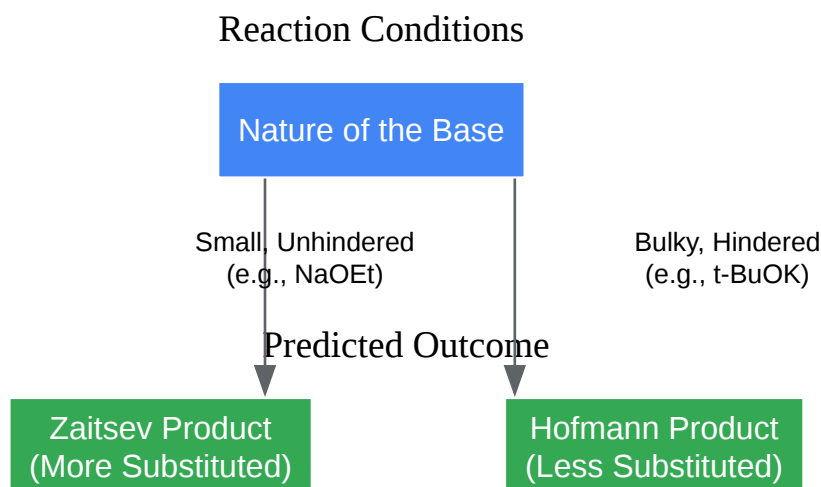 Reaction Conditions
Nature of the Base
Small, Unhindered
(e.g., NaOEt)
Bulky, Hindered
(e.g., t-BuOK)
Predicted Outcome
Zaitsev Product
(More Substituted)
Hofmann Product
(Less Substituted)